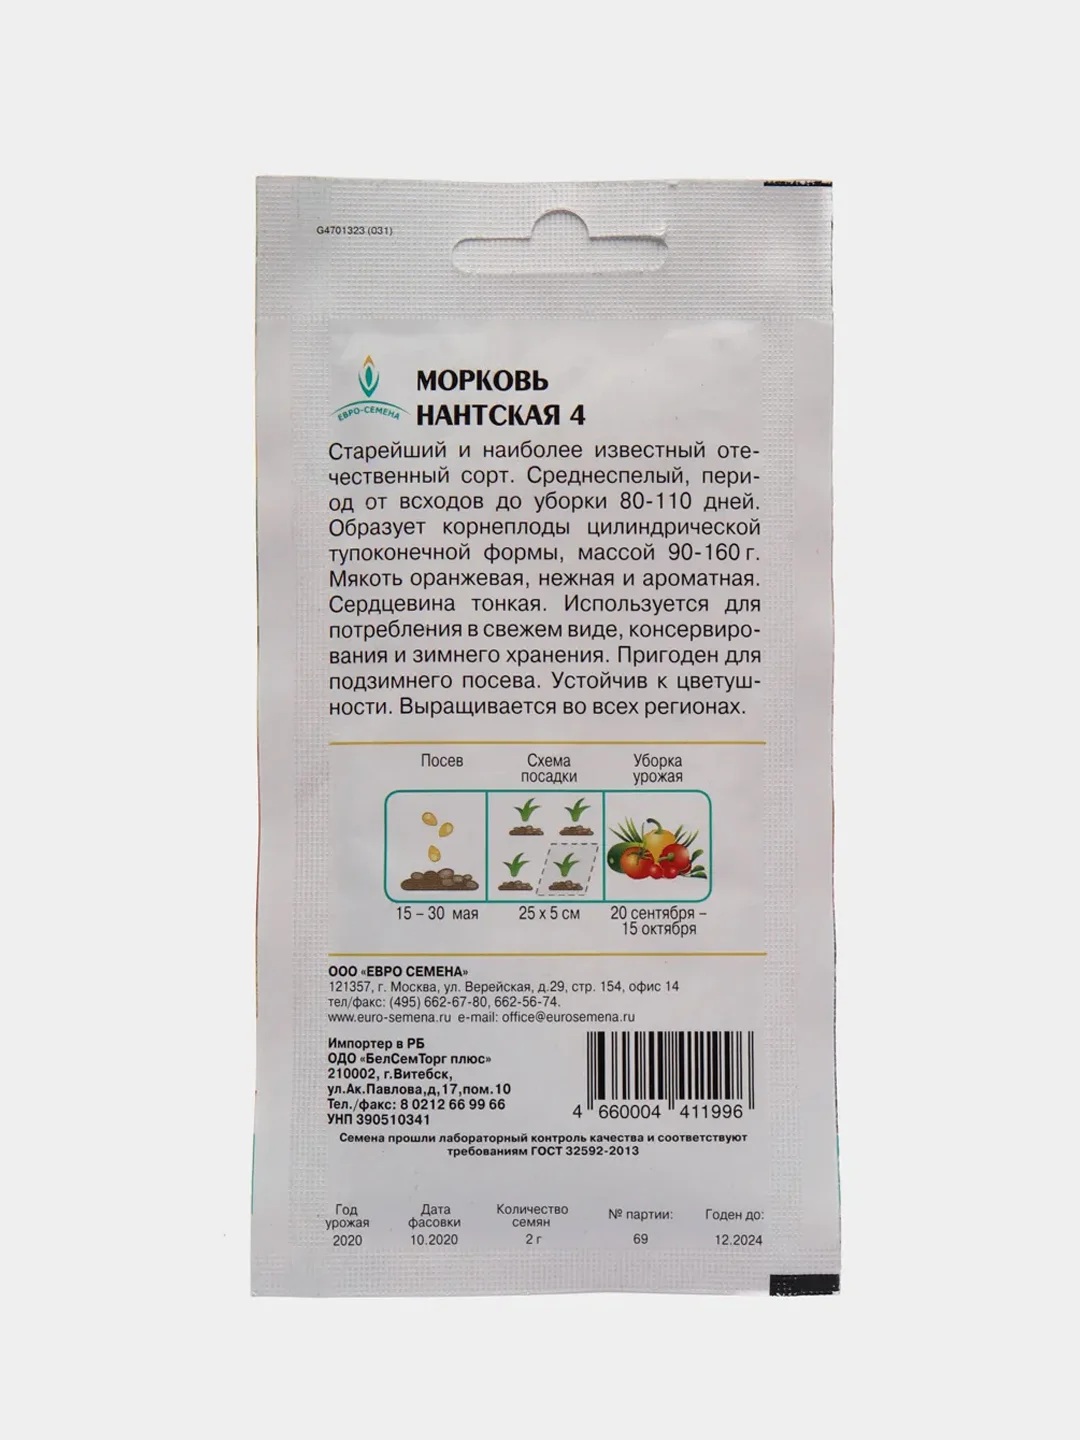 G4701323 (031)
ЕВРО-СЕМЕНА
МОРКОВЬ
НАНТСКАЯ 4
Старейший и наиболее известный оте-
чественный сорт. Среднеспелый, пери-
од от всходов до уборки 80-110 дней.
Образует корнеплоды цилиндрической
тупоконечной формы, массой 90-160 г.
Мякоть оранжевая, нежная и ароматная.
Сердцевина тонкая. Используется для
потребления в свежем виде, консервиро-
вания и зимнего хранения. Пригоден для
подзимнего посева. Устойчив к цветуш-
ности. Выращивается во всех регионах.
Посев
Схема
посадки
Уборка
урожая
15 – 30 мая
25 х 5 см
20 сентября –
15 октября
ООО «ЕВРО СЕМЕНА»
121357, г. Москва, ул. Верейская, д.29, стр. 154, офис 14
тел/факс: (495) 662-67-80, 662-56-74.
www.euro-semena.ru e-mail: office@eurosemena.ru
Импортер в РБ
ОДО «БелСемТорг плюс»
210002, г.Витебск,
ул.Ак.Павлова,д,17,пом.10
Тел./факс: 8 0212 66 99 66
УНП 390510341
4 660004 411996
Семена прошли лабораторный контроль качества и соответствуют
требованиям ГОСТ 32592-2013
Год
урожая
2020
Дата
фасовки
10.2020
Количество
семян
2 г
№ партии:
69
Годен до:
12.2024